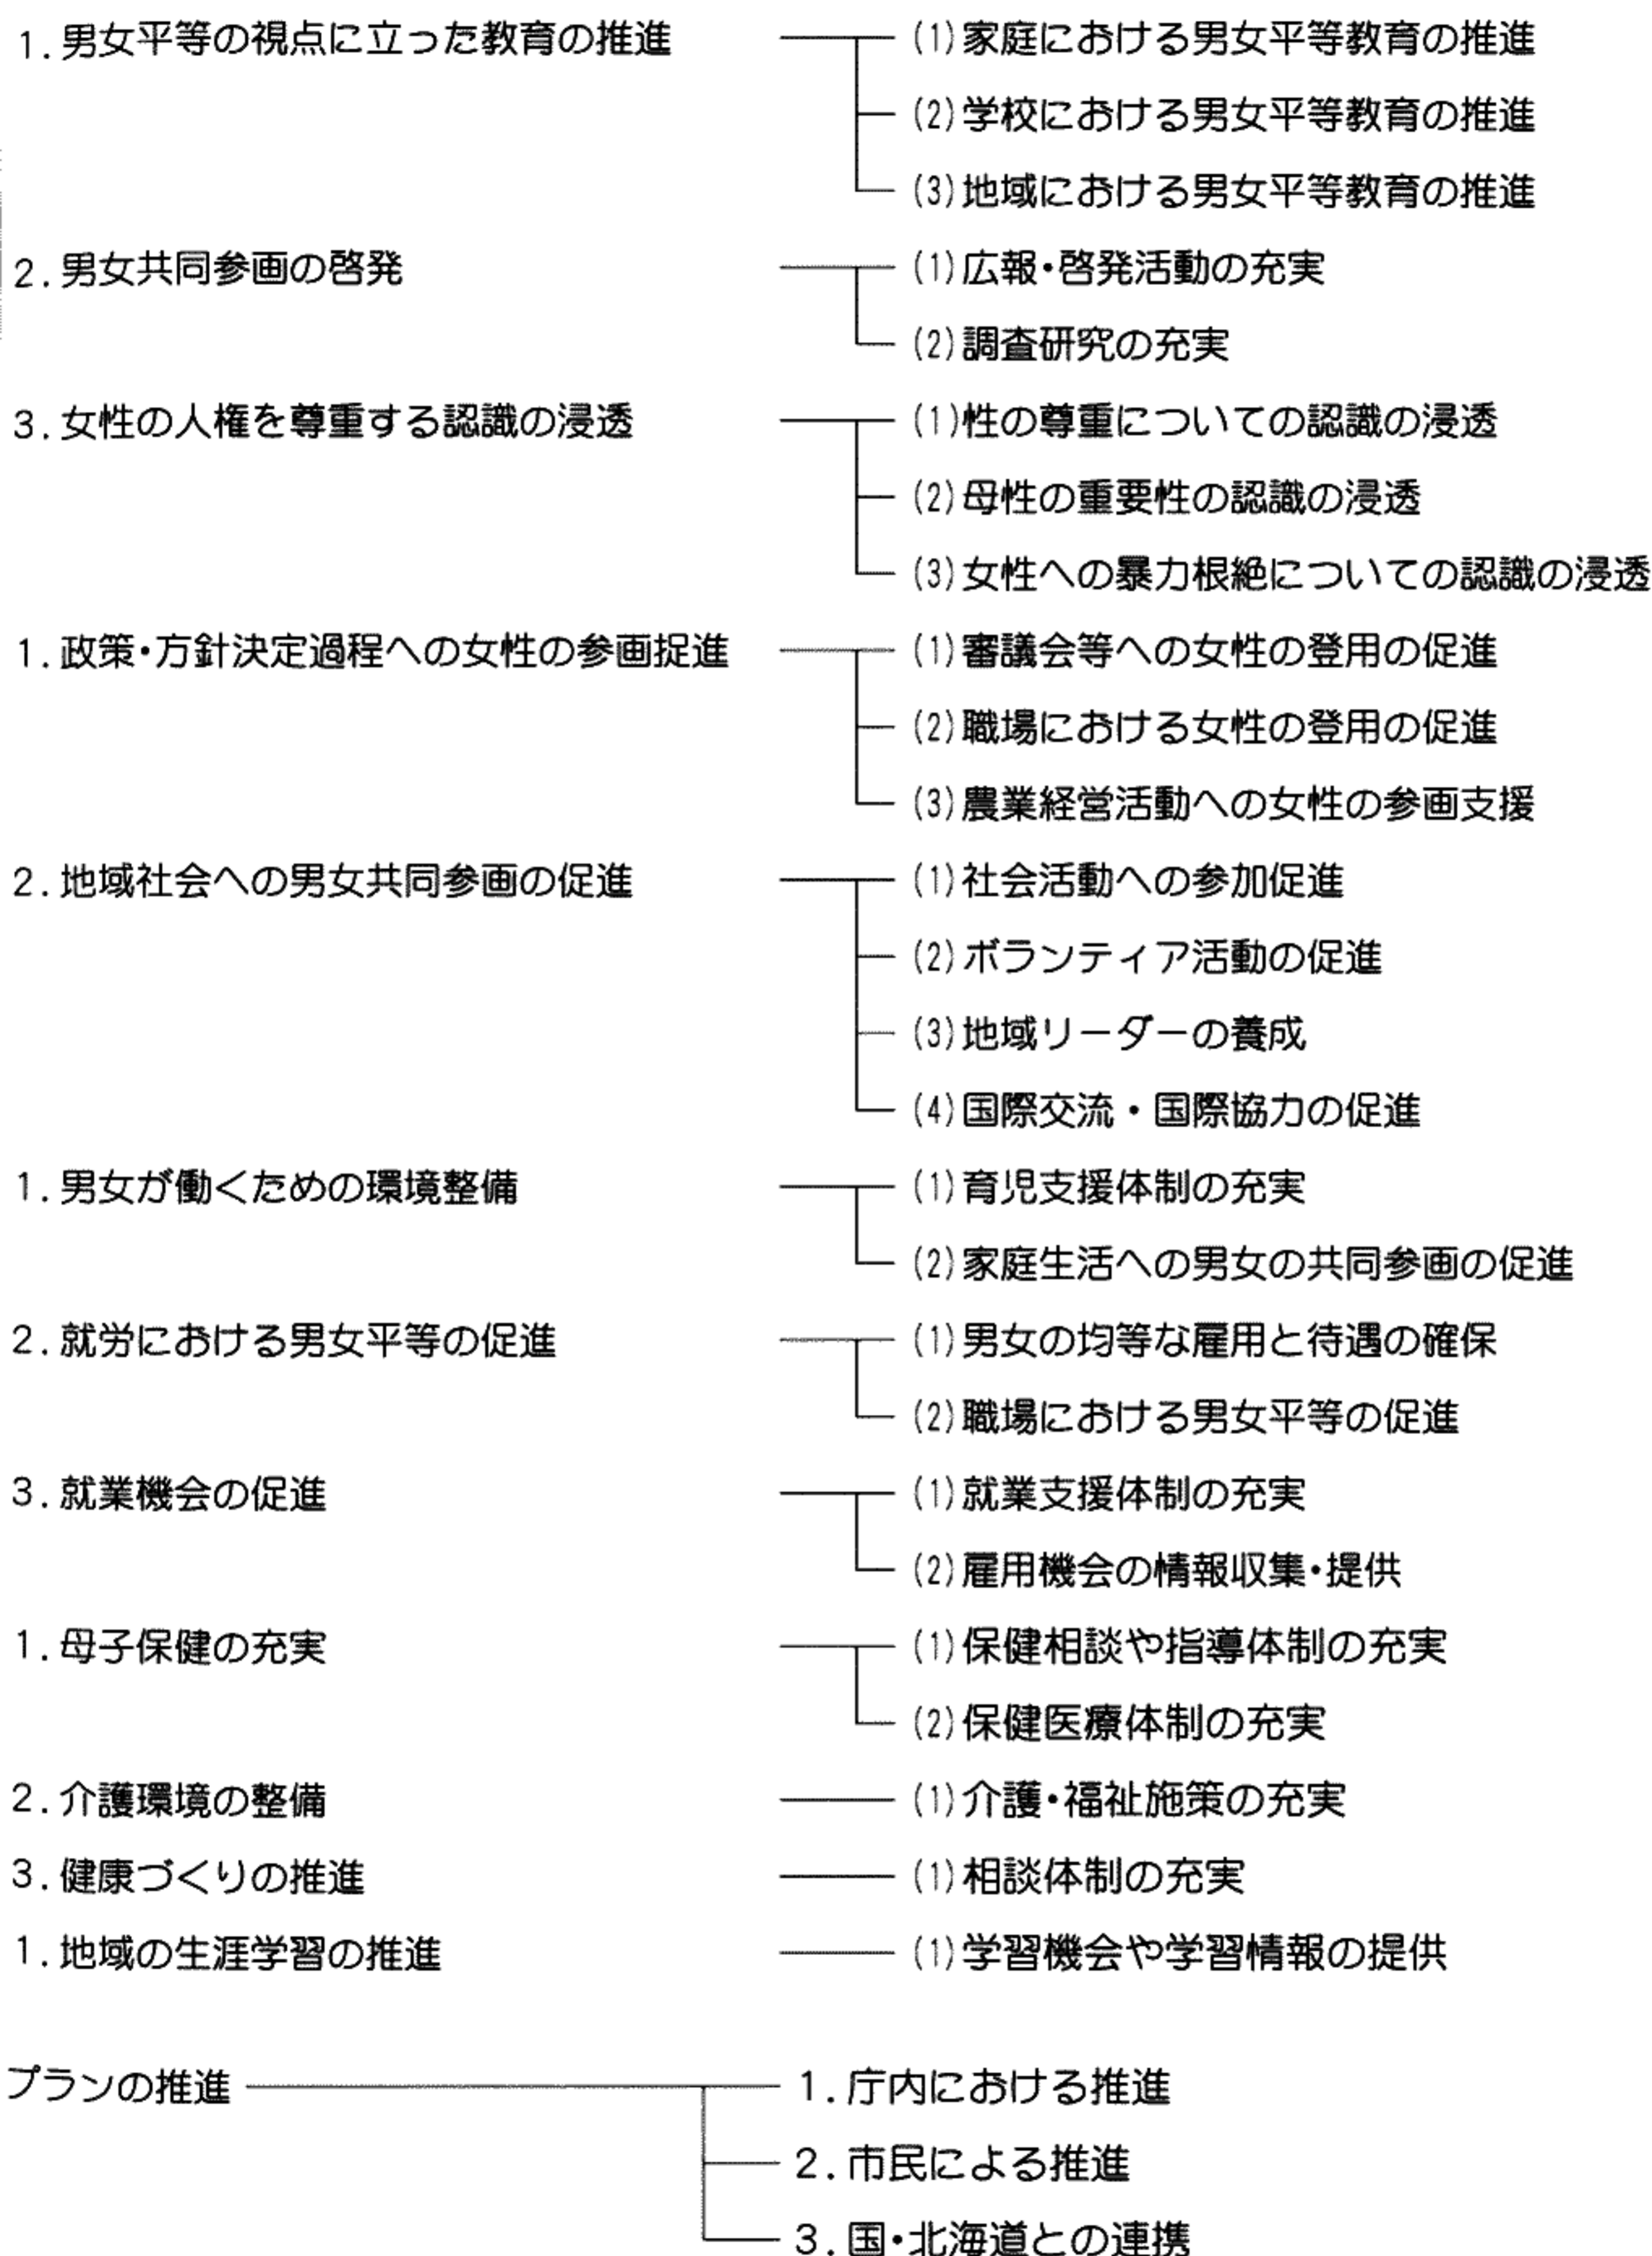 1.男女平等の視点に立った教育の推進 (1)家庭における男女平等教育の推進
(2)学校における男女平等教育の推進
(3)地域における男女平等教育の推進
2.男女共同参画の啓発 (1)広報・啓発活動の充実
(2)調査研究の充実
3.女性の人権を尊重する認識の浸透 (1)性の尊重についての認識の浸透
(2)母性の重要性の認識の浸透
(3)女性への暴力根絶についての認識の浸透
1.政策・方針決定過程への女性の参画捉進 (1)審議会等への女性の登用の促進
(2)職場における女性の登用の促進
(3)農業経営活動への女性の参画支援
2.地域社会への男女共同参画の促進 (1)社会活動への参加促進
(2)ボランティア活動の促進
(3)地域リーダーの養成
(4)国際交流・国際協力の促進
1.男女が働くための環境整備 (1)育児支援体制の充実
(2)家庭生活への男女の共同参画の促進
2.就労における男女平等の促進 (1)男女の均等な雇用と待遇の確保
(2)職場における男女平等の促進
3.就業機会の促進 (1)就業支援体制の充実
(2)雇用機会の情報収集・提供
1.母子保健の充実 (1)保健相談や指導体制の充実
(2)保健医療体制の充実
2.介護環境の整備 (1)介護・福祉施策の充実
3.健康づくりの推進 (1)相談体制の充実
1.地域の生涯学習の推進 (1)学習機会や学習情報の提供
プランの推進 1.庁内における推進
2.市民による推進
3.国・北海道との連携